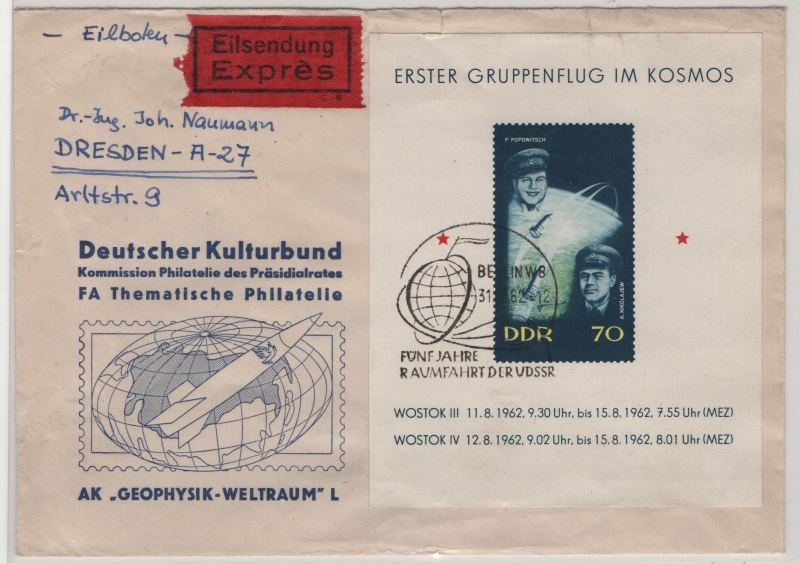 - Eilboten -
Eilsendung
Exprès
C 6
Dr.-Ing. Joh. Naumann
DRESDEN-A-27
Arltstr. 9
Deutscher Kulturbund
Kommission Philatelie des Präsidialrates
FA Thematische Philatelie
AK „GEOPHYSIK-WELTRAUM" L
ERSTER GRUPPENFLUG IM KOSMOS
P. POPOWITSCH
A. NIKOLAJEW
DDR 70
BERLIN W8
FÜNF JAHRE
RAUMFAHRT DER UDSSR
WOSTOK III 11.8.1962, 9.30 Uhr, bis 15.8.1962, 7.55 Uhr (MEZ)
WOSTOK IV 12.8.1962, 9.02 Uhr, bis 15.8.1962, 8.01 Uhr (MEZ)